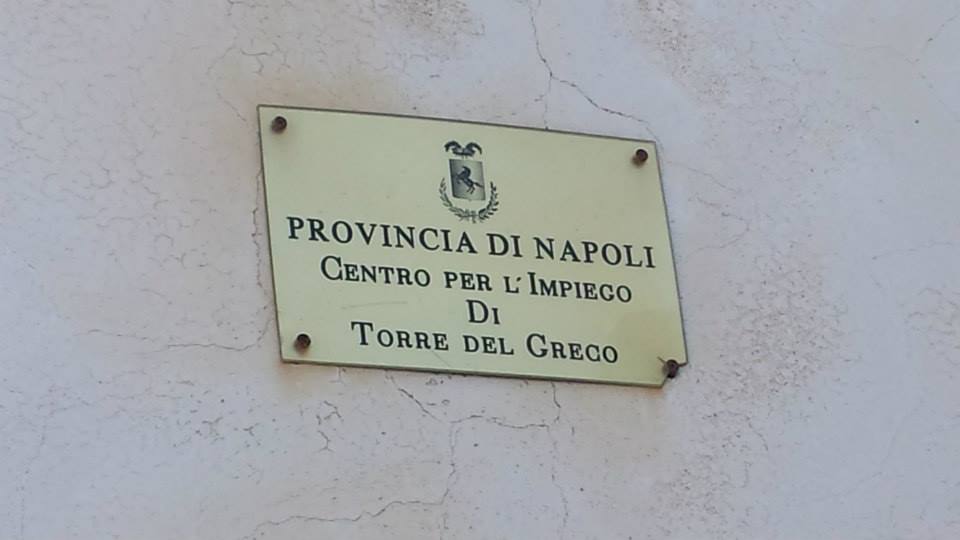 PROVINCIA DI NAPOLI
CENTRO PER L'IMPIEGO
DI
TORRE DEL GRECO